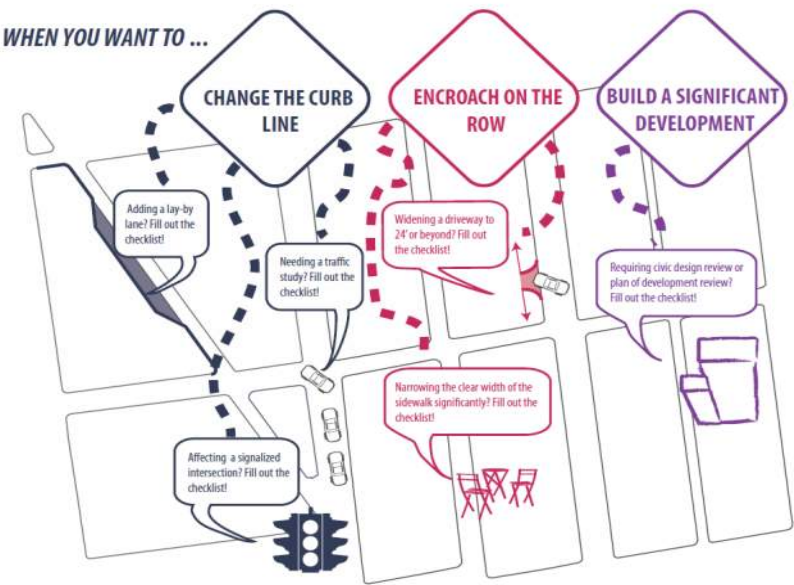 WHEN YOU WANT TO ...
CHANGE THE CURB
LINE
ENCROACH ON THE
ROW
BUILD A SIGNIFICANT
DEVELOPMENT
Adding a lay-by
lane? Fill out the
checklist!
Needing a traffic
study? Fill out the
checklist!
Widening a driveway to
24' or beyond? Fill out
the checklist!
Requiring civic design review or
plan of development review?
Fill out the checklist!
Narrowing the clear width of the
sidewalk significantly? Fill out the
checklist!
Affecting a signalized
intersection? Fill out the
checklist!